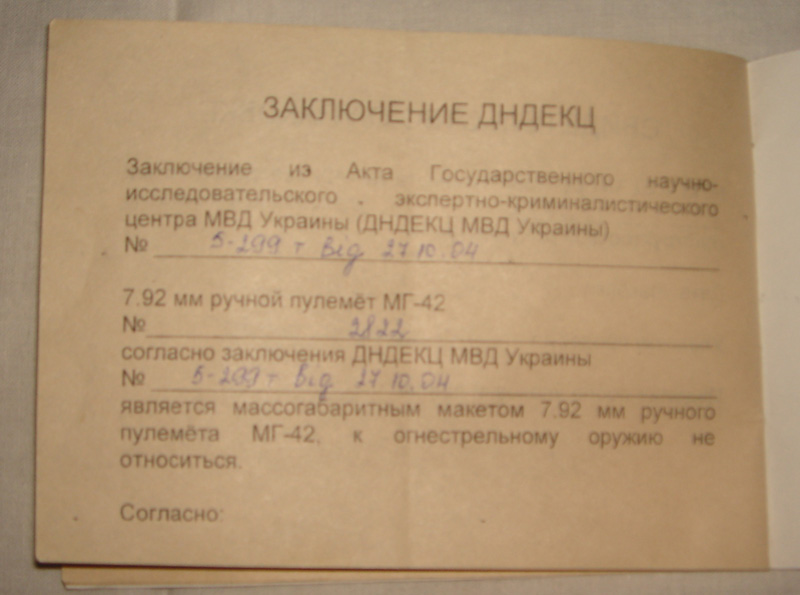 ЗАКЛЮЧЕНИЕ ДНДЕКЦ
Заключение из Акта Государственного научно-
исследовательского экспертно-криминалистического
центра МВД Украины (ДНДЕКЦ МВД Украины)
№ 5-299 т від 27.10.04
7.92 мм ручной пулемёт МГ-42
№ 2822
согласно заключения ДНДЕКЦ МВД Украины
№ 5-299 т від 27.10.04
является массогабаритным макетом 7.92 мм ручного
пулемёта МГ-42, к огнестрельному оружию не
относиться.
Согласно: